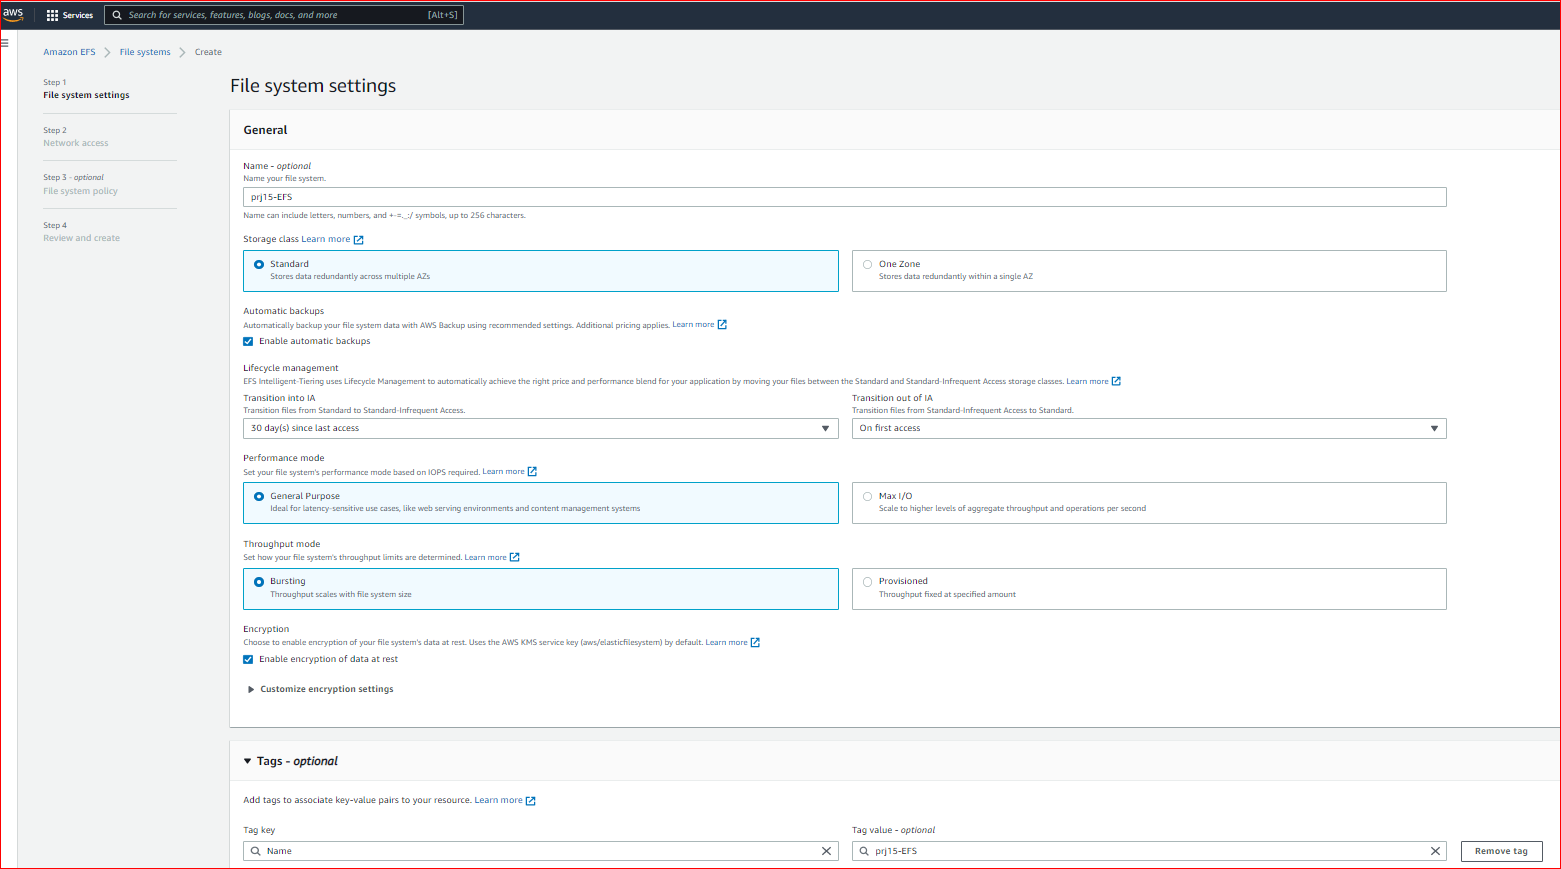 aws
Services
Search for services, features, blogs, docs, and more [Alt+S]
Amazon EFS > File systems > Create
Step 1
File system settings
Step 2
Network access
Step 3 - optional
File system policy
Step 4
Review and create
File system settings
General
Name - optional
Name your file system.
prj15-EFS
Name can include letters, numbers, and +-=._:/ symbols, up to 256 characters.
Storage class Learn more
Standard
Stores data redundantly across multiple AZs
One Zone
Stores data redundantly within a single AZ
Automatic backups
Automatically backup your file system data with AWS Backup using recommended settings. Additional pricing applies. Learn more
Enable automatic backups
Lifecycle management
EFS Intelligent-Tiering uses Lifecycle Management to automatically achieve the right price and performance blend for your application by moving your files between the Standard and Standard-Infrequent Access storage classes. Learn more
Transition into IA
Transition files from Standard to Standard-Infrequent Access.
30 day(s) since last access
Transition out of IA
Transition files from Standard-Infrequent Access to Standard.
On first access
Performance mode
Set your file system's performance mode based on IOPS required. Learn more
General Purpose
Ideal for latency-sensitive use cases, like web serving environments and content management systems
Max I/O
Scale to higher levels of aggregate throughput and operations per second
Throughput mode
Set how your file system's throughput limits are determined. Learn more
Bursting
Throughput scales with file system size
Provisioned
Throughput fixed at specified amount
Encryption
Choose to enable encryption of your file system's data at rest. Uses the AWS KMS service key (aws/elasticfilesystem) by default. Learn more
Enable encryption of data at rest
Customize encryption settings
Tags - optional
Add tags to associate key-value pairs to your resource. Learn more
Tag key
Name
Tag value - optional
prj15-EFS
Remove tag